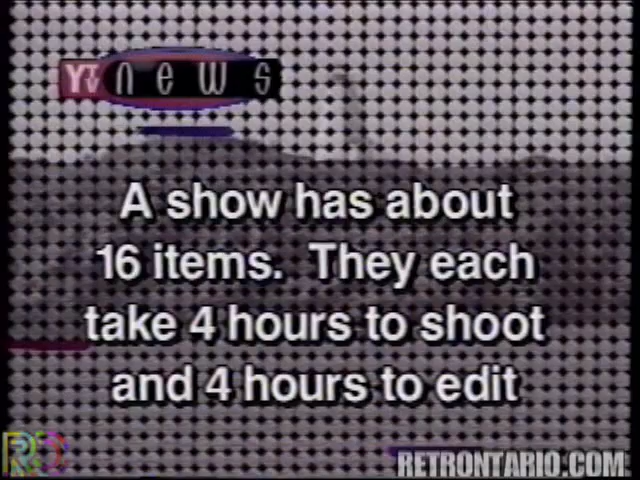 YTV news
A show has about
16 items. They each
take 4 hours to shoot
and 4 hours to edit
RETRONTARIO.COM